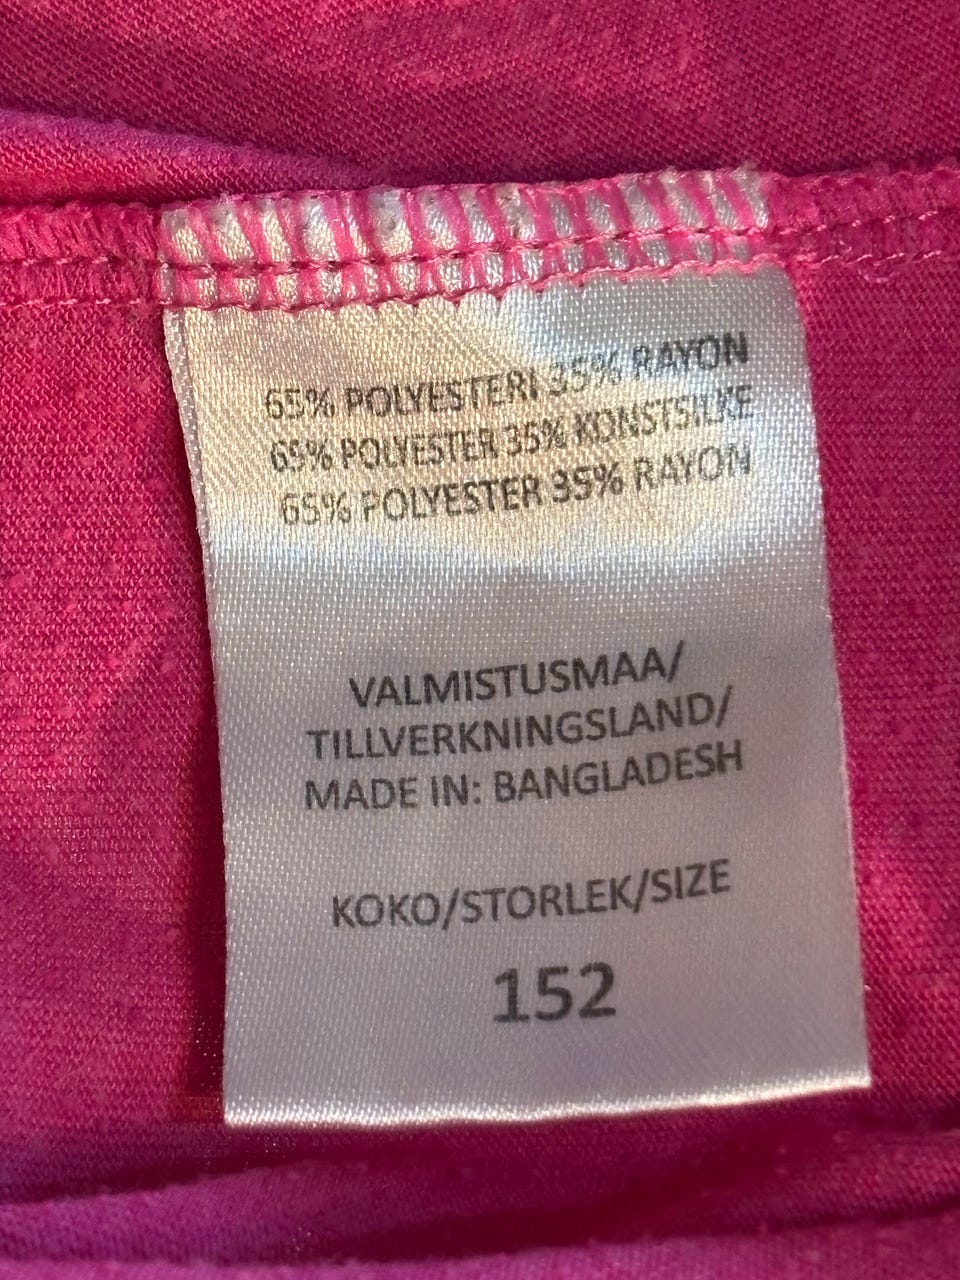 65% POLYESTERI 35% RAYON
65% POLYESTER 35% KONSTSILKE
65% POLYESTER 35% RAYON
VALMISTUSMAA/
TILLVERKNINGSLAND/
MADE IN: BANGLADESH
KOKO/STORLEK/SIZE
152